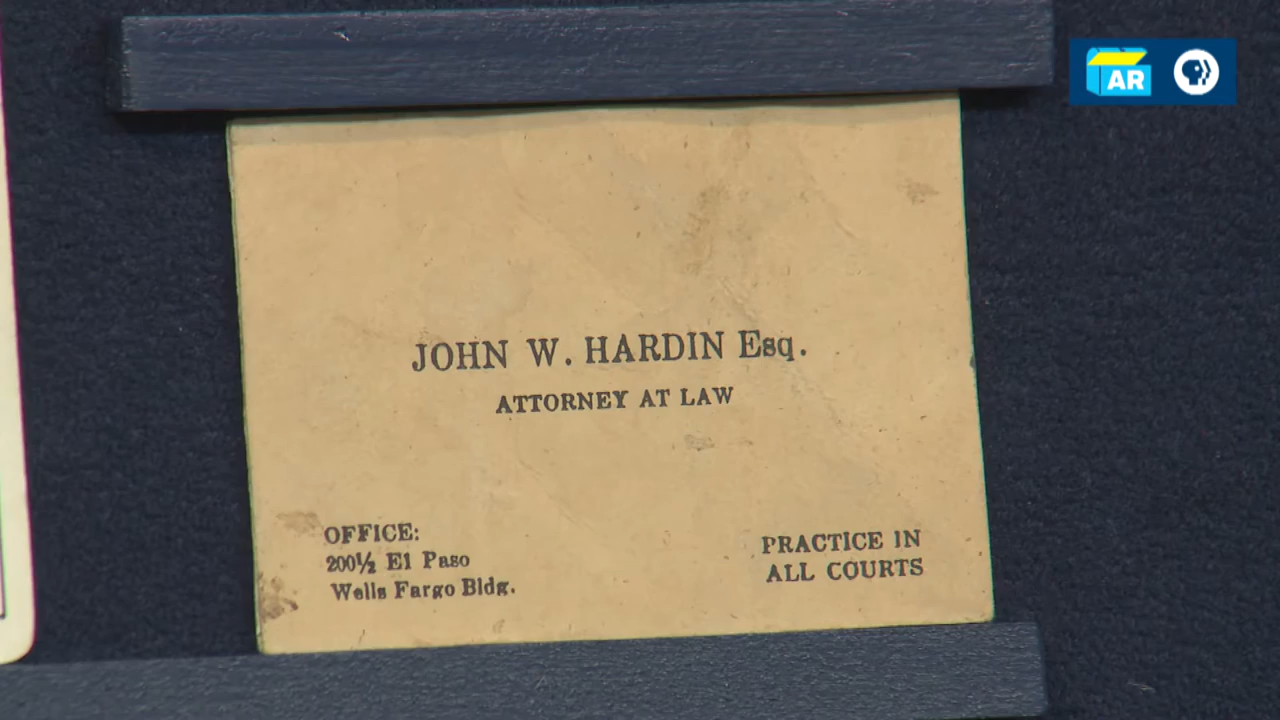 AR
JOHN W. HARDIN Esq.
ATTORNEY AT LAW
OFFICE:
200½ El Paso
Wells Fargo Bldg.
PRACTICE IN
ALL COURTS